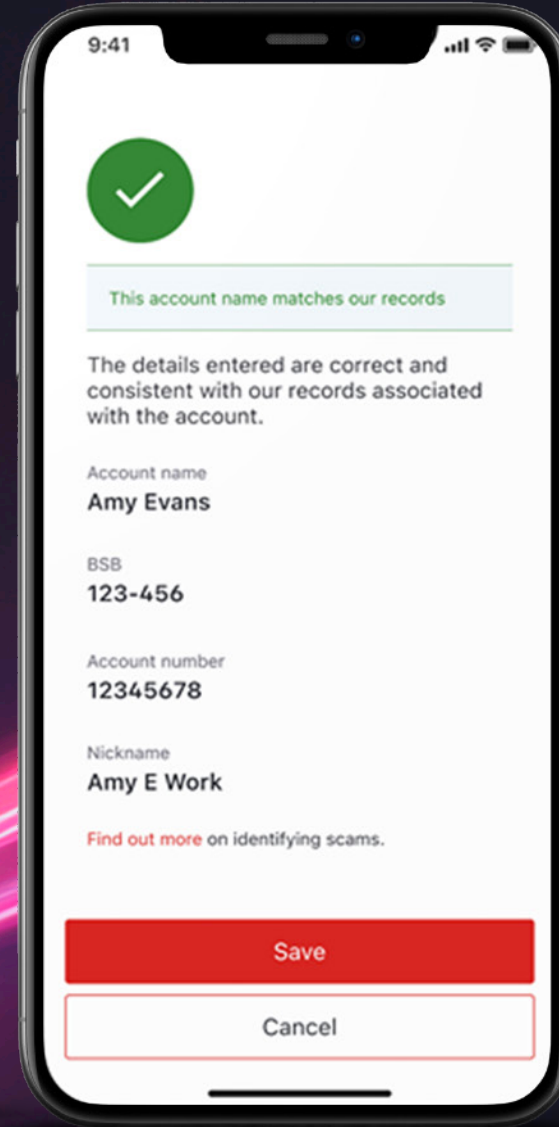 9:41
This account name matches our records
The details entered are correct and
consistent with our records associated
with the account.
Account name
Amy Evans
BSB
123-456
Account number
12345678
Nickname
Amy E Work
Find out more on identifying scams.
Save
Cancel